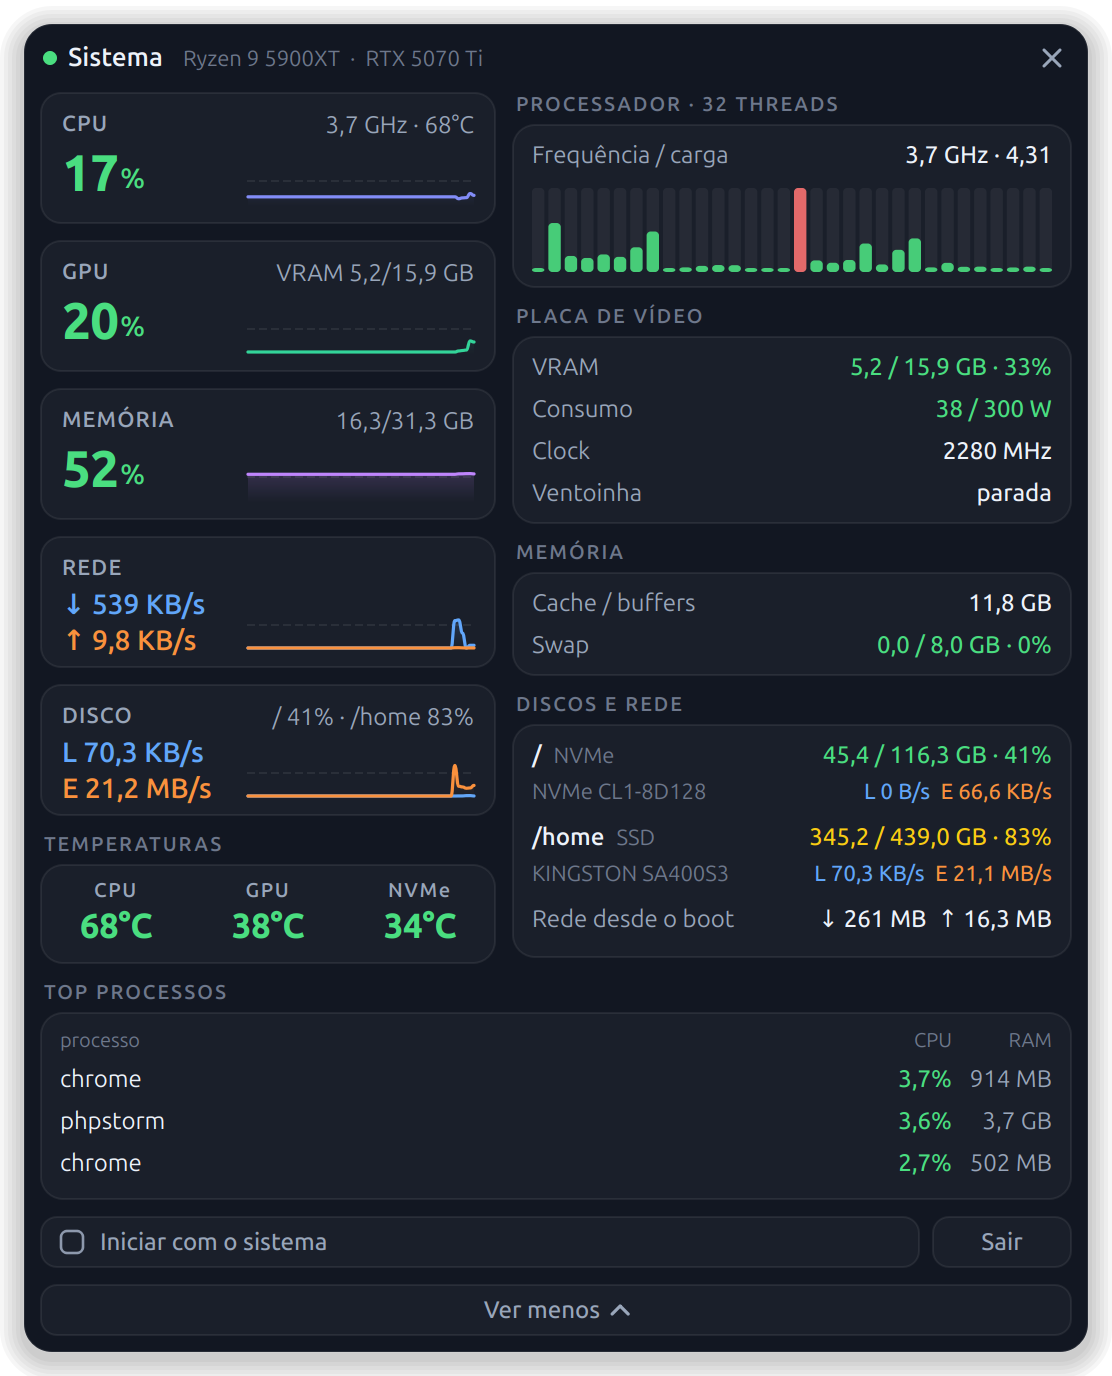 Sistema Ryzen 9 5900XT · RTX 5070 Ti
CPU 3,7 GHz · 68°C
17%
GPU VRAM 5,2/15,9 GB
20%
MEMÓRIA 16,3/31,3 GB
52%
REDE
↓ 539 KB/s
↑ 9,8 KB/s
DISCO / 41% · /home 83%
L 70,3 KB/s
E 21,2 MB/s
TEMPERATURAS
CPU GPU NVMe
68°C 38°C 34°C
PROCESSADOR · 32 THREADS
Frequência / carga 3,7 GHz · 4,31
PLACA DE VÍDEO
VRAM 5,2 / 15,9 GB · 33%
Consumo 38 / 300 W
Clock 2280 MHz
Ventoinha parada
MEMÓRIA
Cache / buffers 11,8 GB
Swap 0,0 / 8,0 GB · 0%
DISCOS E REDE
/ NVMe 45,4 / 116,3 GB · 41%
NVMe CL1-8D128 L 0 B/s E 66,6 KB/s
/home SSD 345,2 / 439,0 GB · 83%
KINGSTON SA400S3 L 70,3 KB/s E 21,1 MB/s
Rede desde o boot ↓ 261 MB ↑ 16,3 MB
TOP PROCESSOS
processo CPU RAM
chrome 3,7% 914 MB
phpstorm 3,6% 3,7 GB
chrome 2,7% 502 MB
Iniciar com o sistema Sair
Ver menos